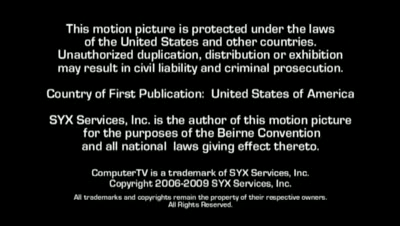 This motion picture is protected under the laws
of the United States and other countries.
Unauthorized duplication, distribution or exhibition
may result in civil liability and criminal prosecution.
Country of First Publication: United States of America
SYX Services, Inc. is the author of this motion picture
for the purposes of the Beirne Convention
and all national laws giving effect thereto.
ComputerTV is a trademark of SYX Services, Inc.
Copyright 2006-2009 SYX Services, Inc.
All trademarks and copyrights remain the property of their respective owners.
All Rights Reserved.